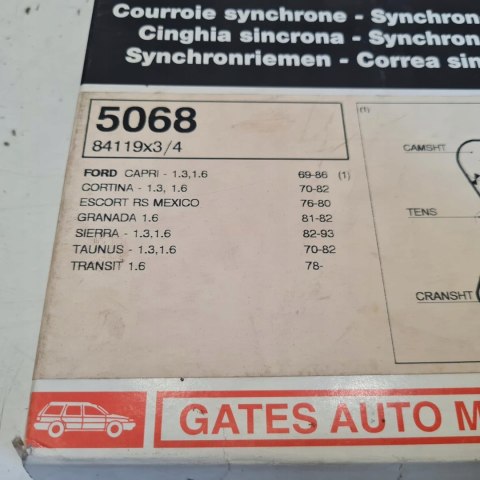 Courroie synchrone - Synchron
Cinghia sincrona - Synchron
Synchronriemen - Correa sin
5068
84119x3/4
FORD CAPRI - 1.3,1.6 69-86 (1)
CORTINA - 1.3, 1.6 70-82
ESCORT RS MEXICO 76-80
GRANADA 1.6 81-82
SIERRA - 1.3,1.6 82-93
TAUNUS - 1.3,1.6 70-82
TRANSIT 1.6 78-
(1)
CAMSHT
TENS
CRANSHT
GATES AUTO M